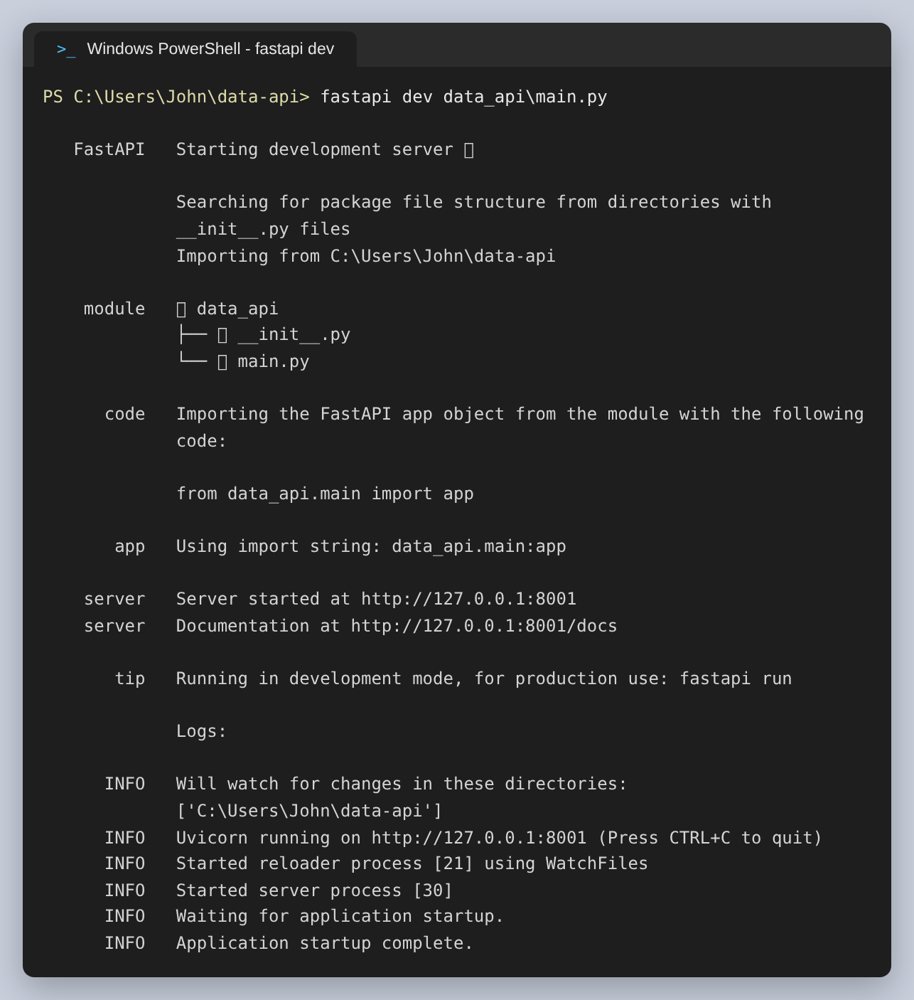 >_ Windows PowerShell - fastapi dev
PS C:\Users\John\data-api> fastapi dev data_api\main.py
FastAPI   Starting development server ▯
Searching for package file structure from directories with
__init__.py files
Importing from C:\Users\John\data-api
module   ▯ data_api
├── ▯ __init__.py
└── ▯ main.py
code   Importing the FastAPI app object from the module with the following
code:
from data_api.main import app
app   Using import string: data_api.main:app
server   Server started at http://127.0.0.1:8001
server   Documentation at http://127.0.0.1:8001/docs
tip   Running in development mode, for production use: fastapi run
Logs:
INFO   Will watch for changes in these directories:
['C:\Users\John\data-api']
INFO   Uvicorn running on http://127.0.0.1:8001 (Press CTRL+C to quit)
INFO   Started reloader process [21] using WatchFiles
INFO   Started server process [30]
INFO   Waiting for application startup.
INFO   Application startup complete.